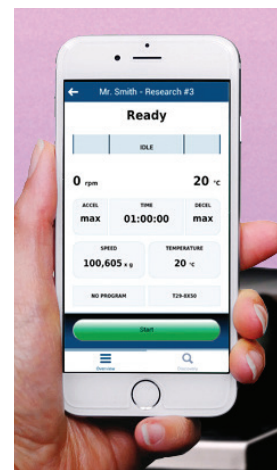 ← Mr. Smith - Research #3
Ready
IDLE
0 rpm 20 °C
ACCEL TIME DECEL
max 01:00:00 max
SPEED TEMPERATURE
100,605 x g 20 °C
NO PROGRAM T29-8X50
Start
Overview Discovery